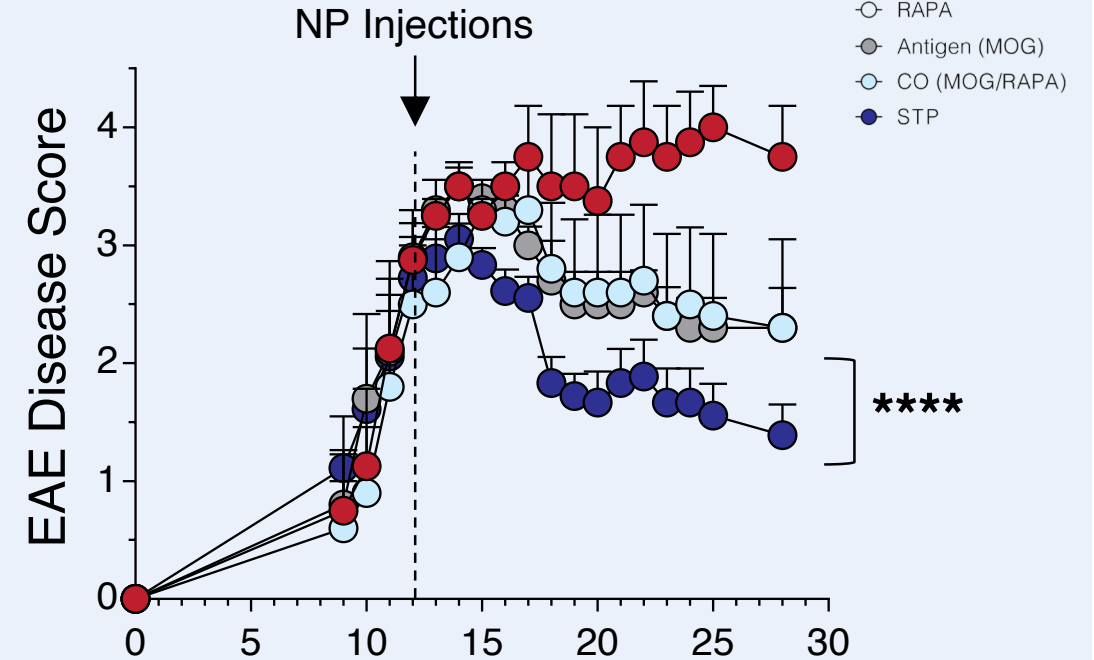 NP Injections
RAPA
Antigen (MOG)
CO (MOG/RAPA)
STP
EAE Disease Score
4
3
2
1
0
0 5 10 15 20 25 30
****